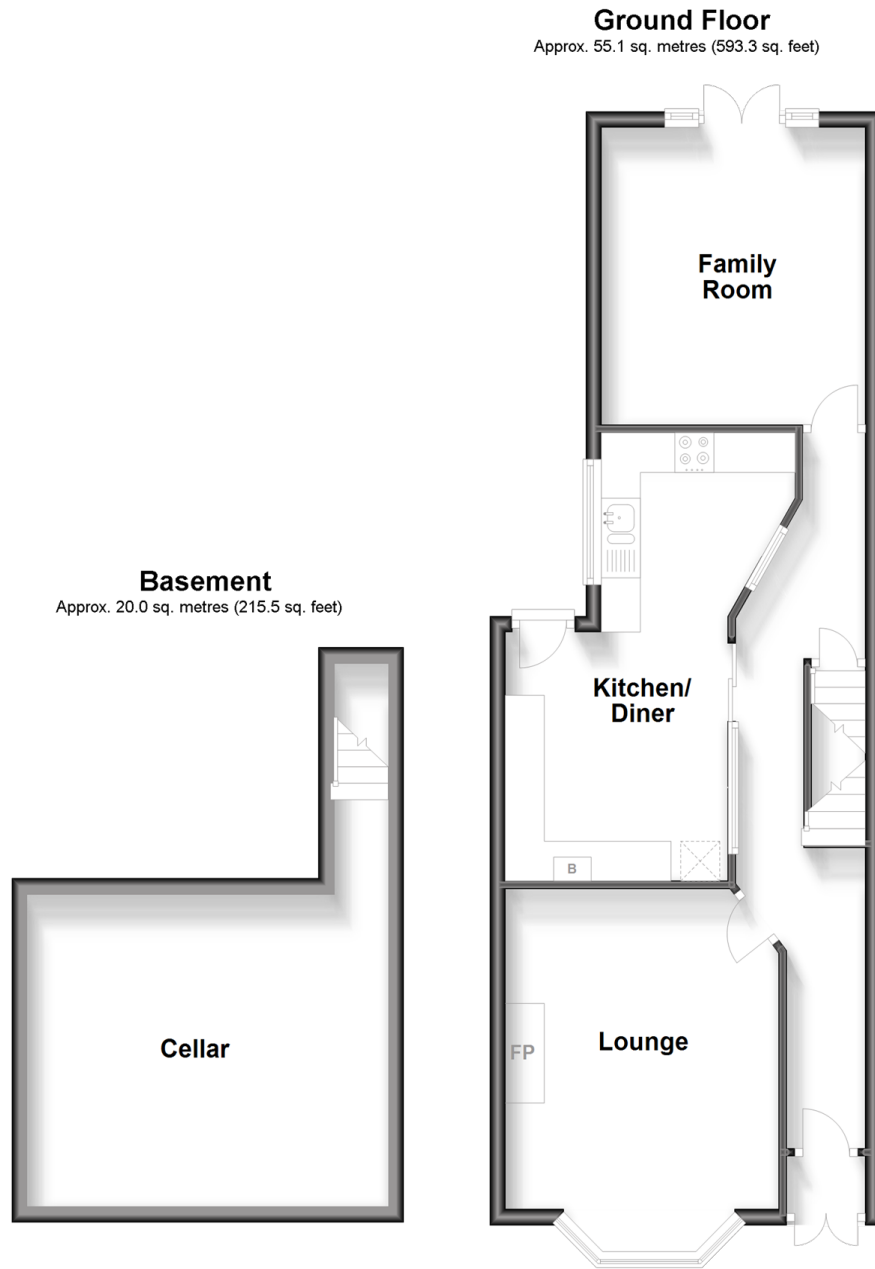 Ground Floor
Approx. 55.1 sq. metres (593.3 sq. feet)
Family
Room
Basement
Approx. 20.0 sq. metres (215.5 sq. feet)
Kitchen/
Diner
B
Cellar
Lounge
FP